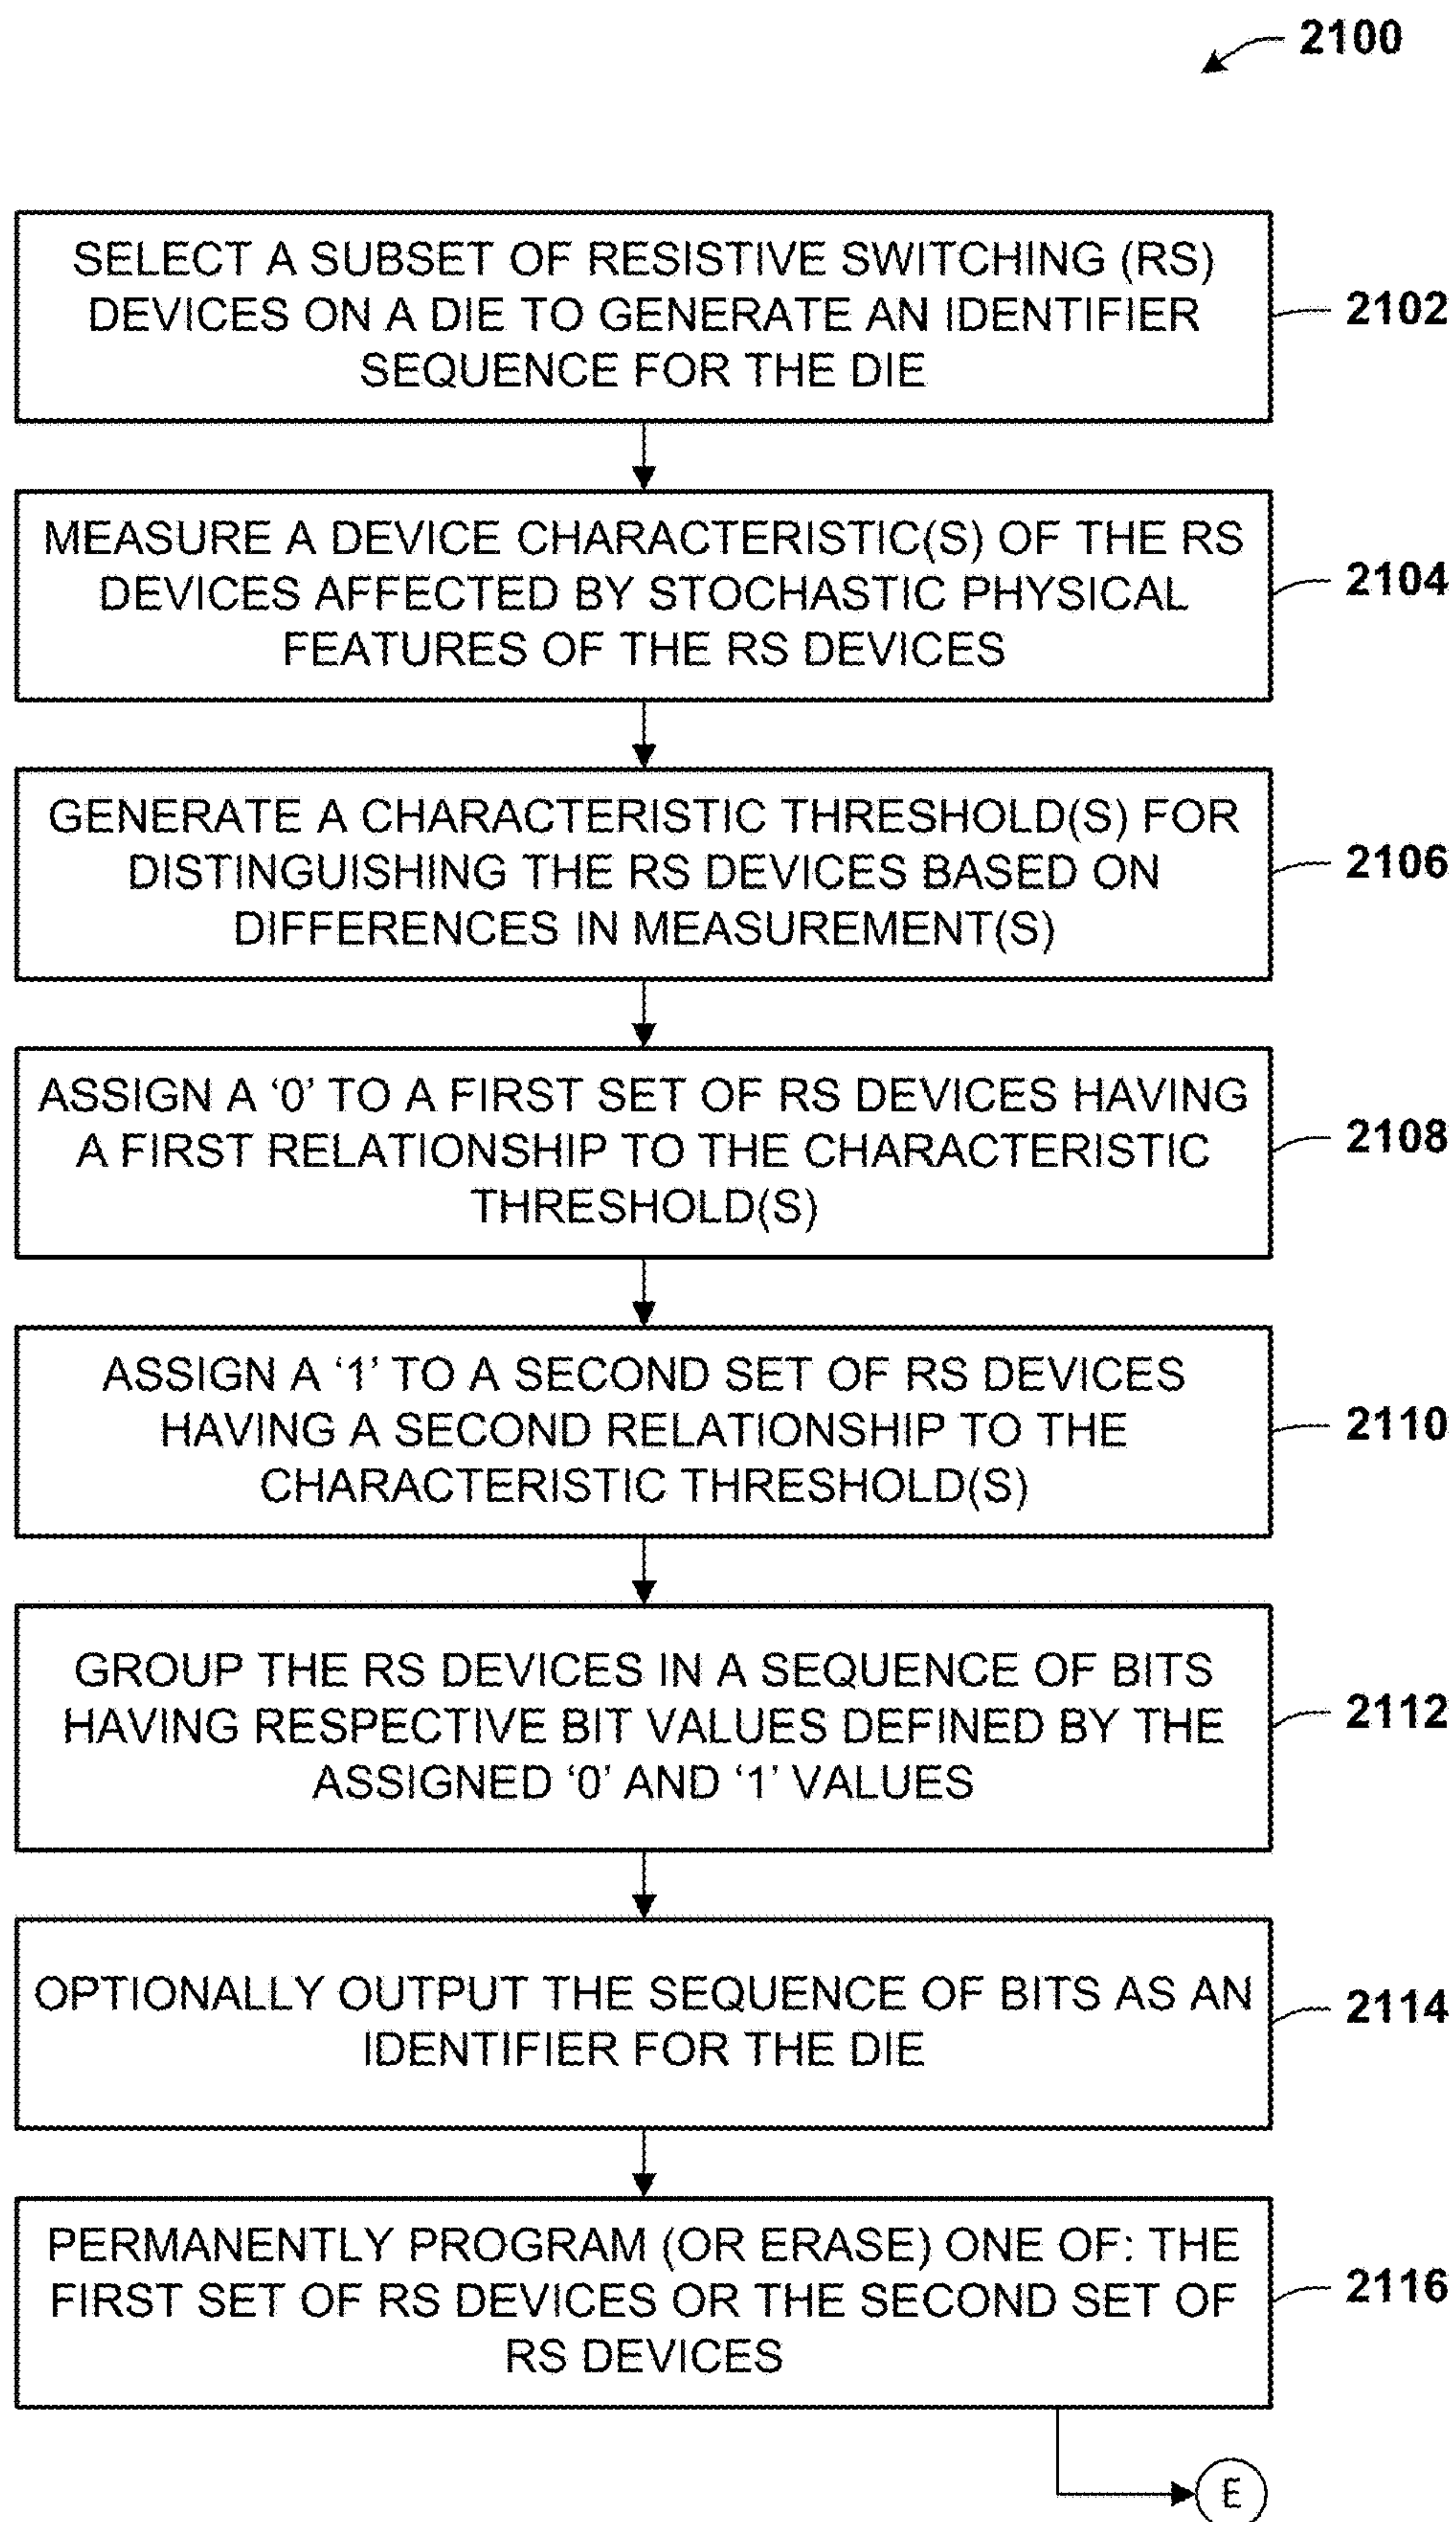 2100
SELECT A SUBSET OF RESISTIVE SWITCHING (RS)
DEVICES ON A DIE TO GENERATE AN IDENTIFIER
SEQUENCE FOR THE DIE
2102
MEASURE A DEVICE CHARACTERISTIC(S) OF THE RS
DEVICES AFFECTED BY STOCHASTIC PHYSICAL
FEATURES OF THE RS DEVICES
2104
GENERATE A CHARACTERISTIC THRESHOLD(S) FOR
DISTINGUISHING THE RS DEVICES BASED ON
DIFFERENCES IN MEASUREMENT(S)
2106
ASSIGN A ‘0’ TO A FIRST SET OF RS DEVICES HAVING
A FIRST RELATIONSHIP TO THE CHARACTERISTIC
THRESHOLD(S)
2108
ASSIGN A ‘1’ TO A SECOND SET OF RS DEVICES
HAVING A SECOND RELATIONSHIP TO THE
CHARACTERISTIC THRESHOLD(S)
2110
GROUP THE RS DEVICES IN A SEQUENCE OF BITS
HAVING RESPECTIVE BIT VALUES DEFINED BY THE
ASSIGNED ‘0’ AND ‘1’ VALUES
2112
OPTIONALLY OUTPUT THE SEQUENCE OF BITS AS AN
IDENTIFIER FOR THE DIE
2114
PERMANENTLY PROGRAM (OR ERASE) ONE OF: THE
FIRST SET OF RS DEVICES OR THE SECOND SET OF
RS DEVICES
2116
E